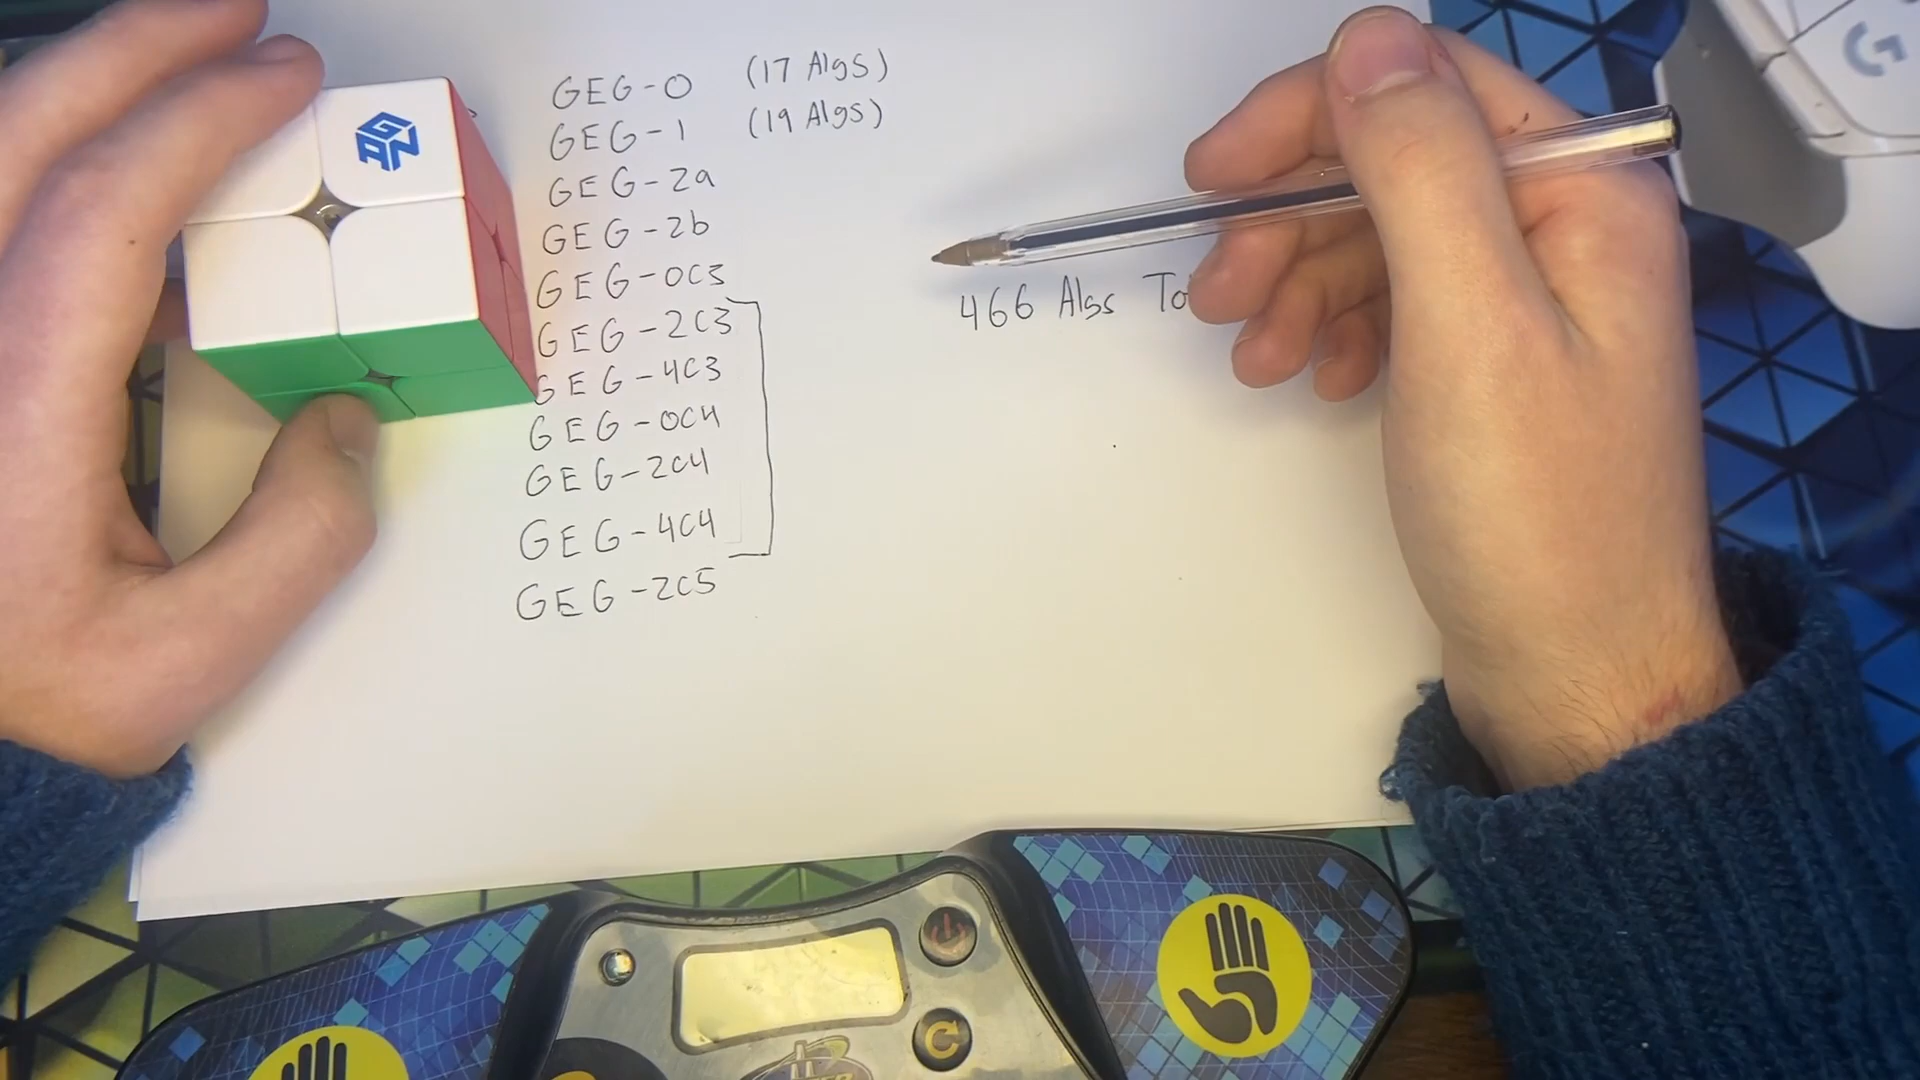 GAN
GEG-0 (17 Algs)
GEG-1 (19 Algs)
GEG-2a
GEG-2b
GEG-0C3
GEG-2C3
GEG-4C3
GEG-0C4
GEG-2C4
GEG-4C4
GEG-2C5
466 Algs